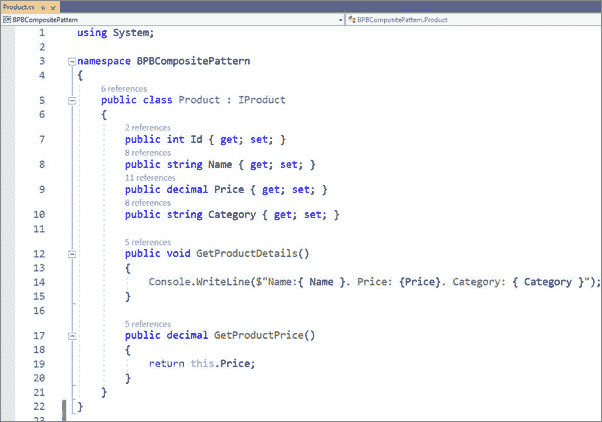 Product.cs
BPBCompositePattern
BPBCompositePattern.Product
1 using System;
2
3 namespace BPBCompositePattern
4 {
6 references
5 public class Product : IProduct
6 {
2 references
7 public int Id { get; set; }
8 references
8 public string Name { get; set; }
11 references
9 public decimal Price { get; set; }
8 references
10 public string Category { get; set; }
11
5 references
12 public void GetProductDetails()
13 {
14 Console.WriteLine($"Name:{ Name }. Price: {Price}. Category: { Category }");
15 }
16
5 references
17 public decimal GetProductPrice()
18 {
19 return this.Price;
20 }
21 }
22 }
23